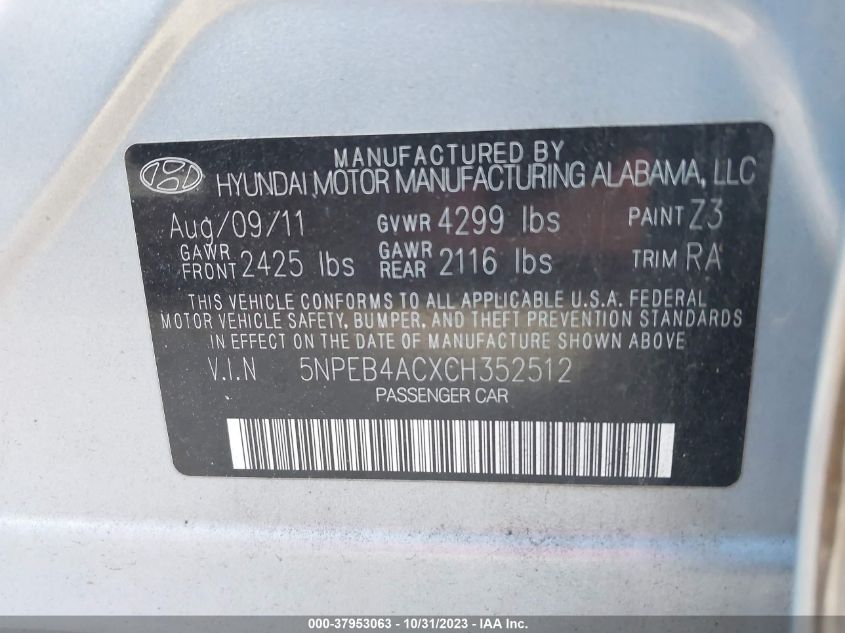 MANUFACTURED BY
HYUNDAI MOTOR MANUFACTURING ALABAMA, LLC
Aug/09/11 GVWR 4299 lbs PAINT Z3
GAWR FRONT 2425 lbs GAWR REAR 2116 lbs TRIM RA
THIS VEHICLE CONFORMS TO ALL APPLICABLE U.S.A. FEDERAL
MOTOR VEHICLE SAFETY, BUMPER, AND THEFT PREVENTION STANDARDS
IN EFFECT ON THE DATE OF MANUFACTURE SHOWN ABOVE.
V.I.N 5NPEB4ACXCH352512
PASSENGER CAR
000-37953063 - 10/31/2023 - IAA Inc.